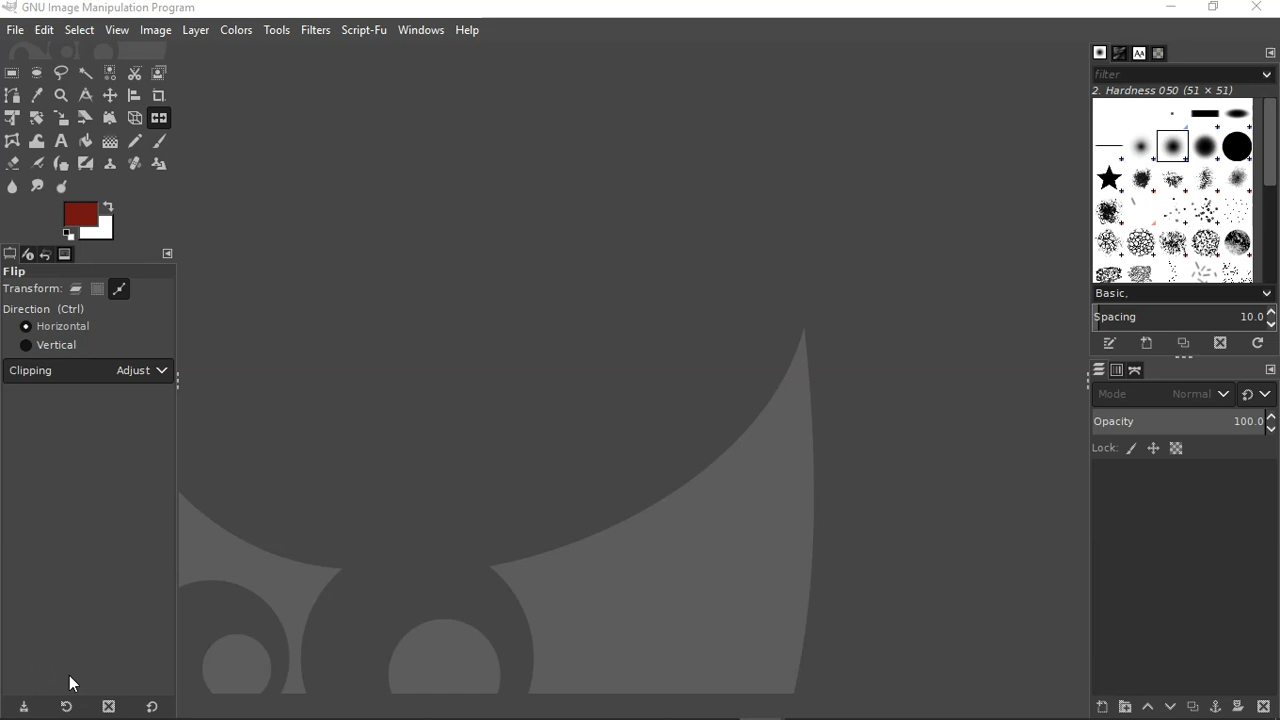 GNU Image Manipulation Program
File Edit Select View Image Layer Colors Tools Filters Script-Fu Windows Help
filter
2. Hardness 050 (51 × 51)
Basic,
Spacing 10.0
Flip
Transform:
Direction (Ctrl)
Horizontal
Vertical
Clipping Adjust
Mode Normal
Opacity 100.0
Lock: